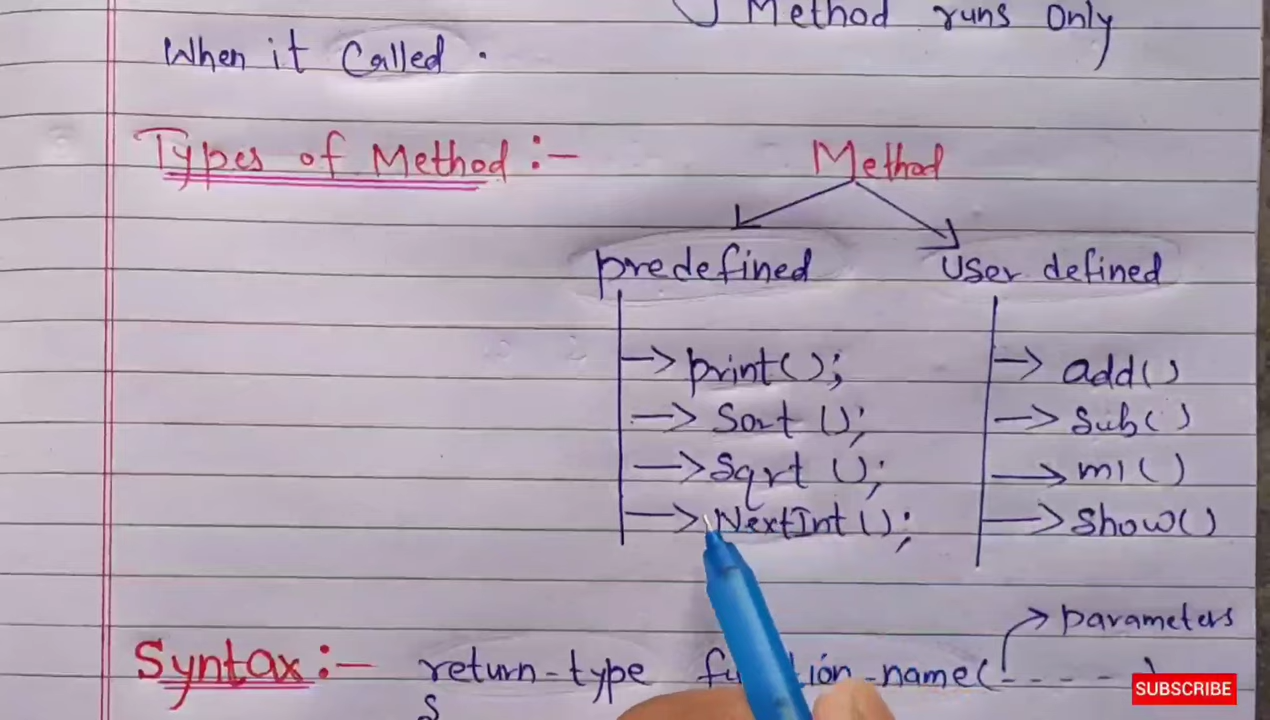 Method runs only
When it Called .
Types of Method :-
Method
predefined
User defined
print();
add()
Sort ();
Sub()
Sqrt ();
m1()
NextInt();
Show()
parameters
Syntax :- return-type function-name(- - - - -)
SUBSCRIBE